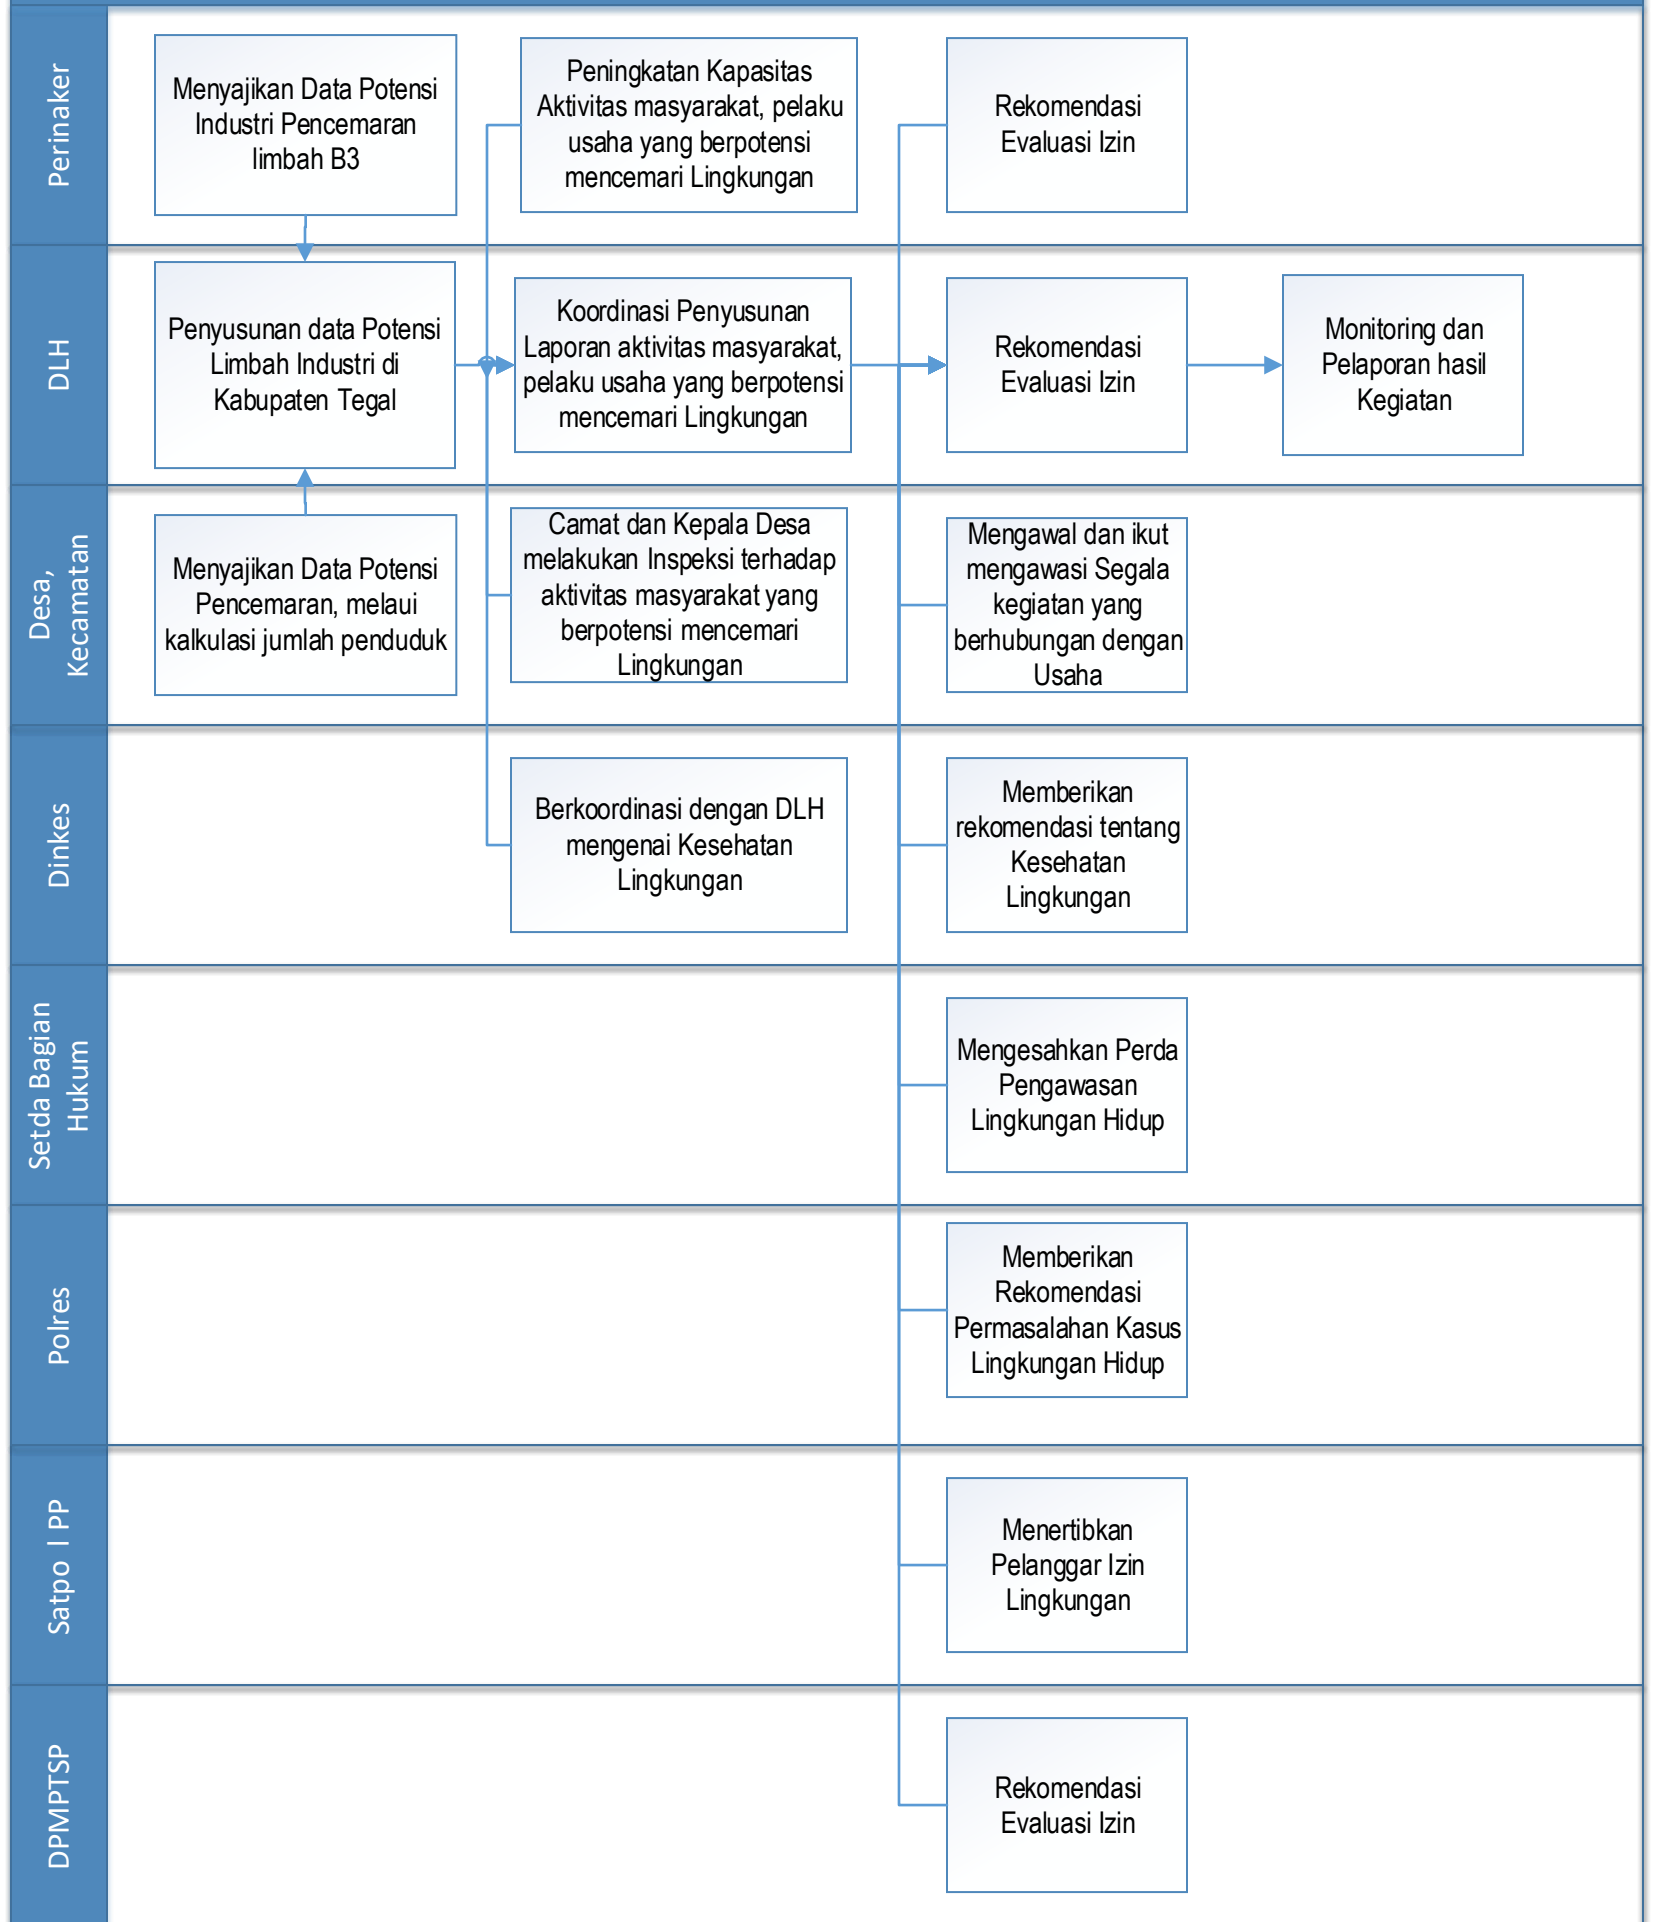 Perinaker
Menyajikan Data Potensi
Industri Pencemaran
limbah B3
Peningkatan Kapasitas
Aktivitas masyarakat, pelaku
usaha yang berpotensi
mencemari Lingkungan
Rekomendasi
Evaluasi Izin
DLH
Penyusunan data Potensi
Limbah Industri di
Kabupaten Tegal
Koordinasi Penyusunan
Laporan aktivitas masyarakat,
pelaku usaha yang berpotensi
mencemari Lingkungan
Rekomendasi
Evaluasi Izin
Monitoring dan
Pelaporan hasil
Kegiatan
Desa,
Kecamatan
Menyajikan Data Potensi
Pencemaran, melaui
kalkulasi jumlah penduduk
Camat dan Kepala Desa
melakukan Inspeksi terhadap
aktivitas masyarakat yang
berpotensi mencemari
Lingkungan
Mengawal dan ikut
mengawasi Segala
kegiatan yang
berhubungan dengan
Usaha
Dinkes
Berkoordinasi dengan DLH
mengenai Kesehatan
Lingkungan
Memberikan
rekomendasi tentang
Kesehatan
Lingkungan
Setda Bagian
Hukum
Mengesahkan Perda
Pengawasan
Lingkungan Hidup
Polres
Memberikan
Rekomendasi
Permasalahan Kasus
Lingkungan Hidup
Satpo l PP
Menertibkan
Pelanggar Izin
Lingkungan
DPMPTSP
Rekomendasi
Evaluasi Izin